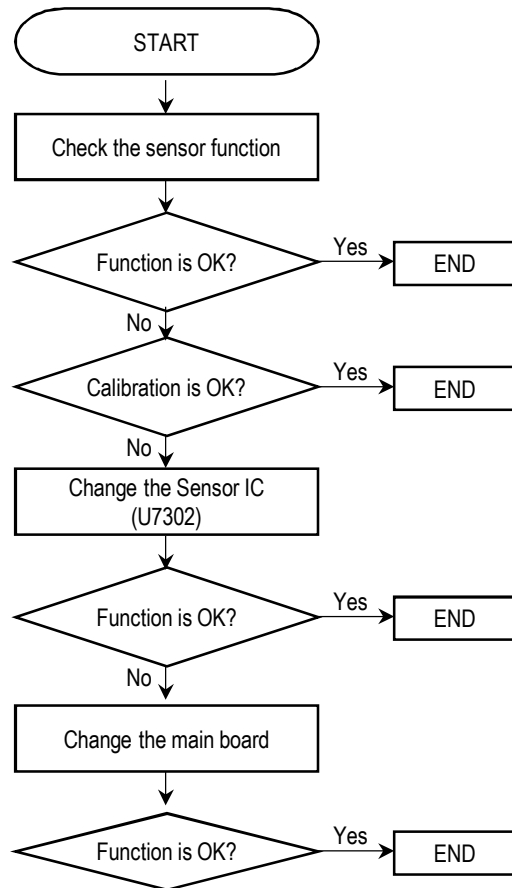 START
Check the sensor function
Function is OK?
Yes
END
No
Calibration is OK?
Yes
END
No
Change the Sensor IC
(U7302)
Function is OK?
Yes
END
No
Change the main board
Function is OK?
Yes
END